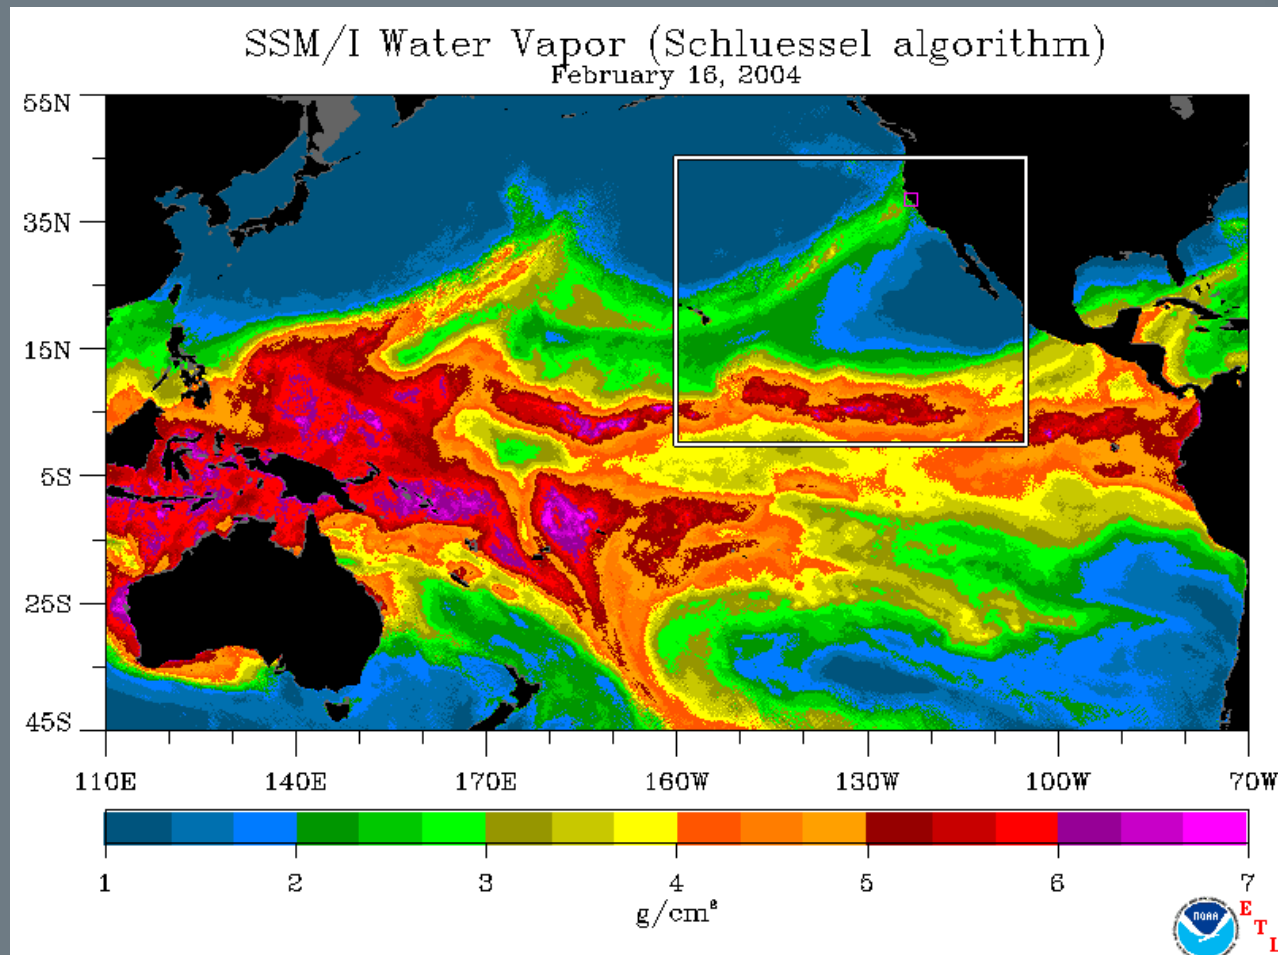 SSM/I Water Vapor (Schluessel algorithm)
February 16, 2004
55N
35N
15N
5S
25S
45S
110E 140E 170E 160W 130W 100W 70W
1 2 3 4 5 6 7
g/cm²
NOAA
E
T
L